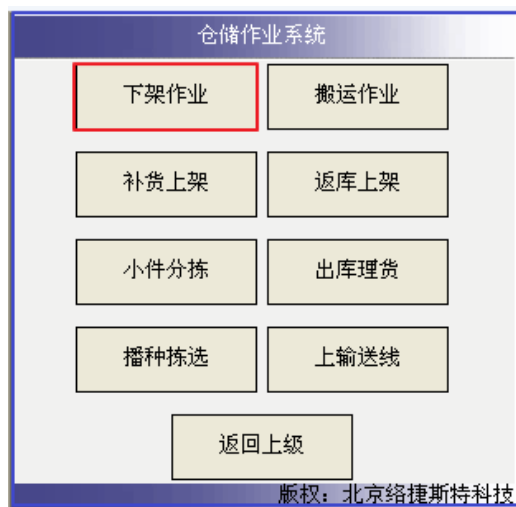 仓储作业系统
下架作业 搬运作业
补货上架 返库上架
小件分拣 出库理货
播种拣选 上输送线
返回上级
版权：北京络捷斯特科技